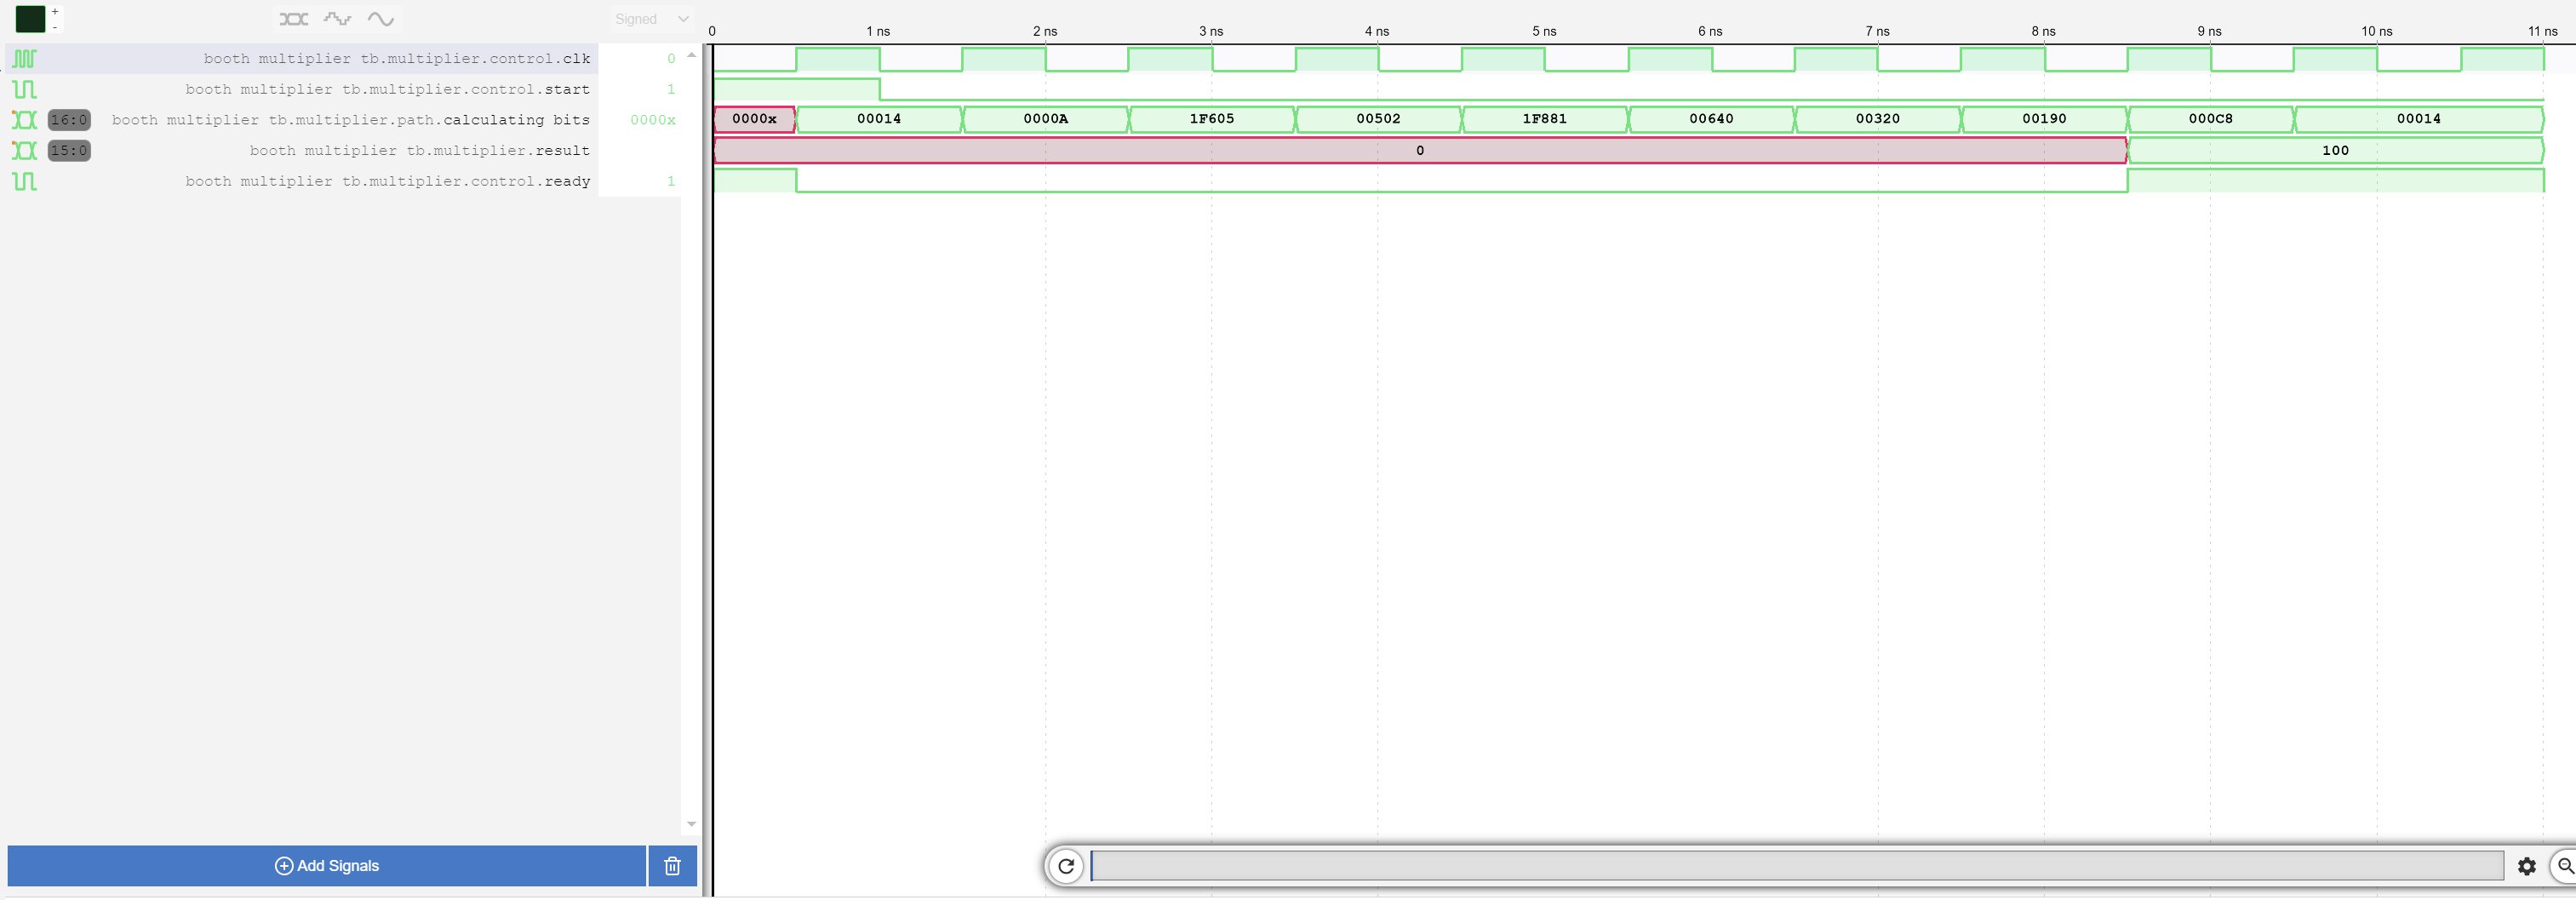 +
-
Signed
0 1 ns 2 ns 3 ns 4 ns 5 ns 6 ns 7 ns 8 ns 9 ns 10 ns 11 ns
booth multiplier tb.multiplier.control.clk 0
booth multiplier tb.multiplier.control.start 1
16:0 booth multiplier tb.multiplier.path.calculating bits 0000x 0000x 00014 0000A 1F605 00502 1F881 00640 00320 00190 000C8 00014
15:0 booth multiplier tb.multiplier.result 0 100
booth multiplier tb.multiplier.control.ready 1
Add Signals